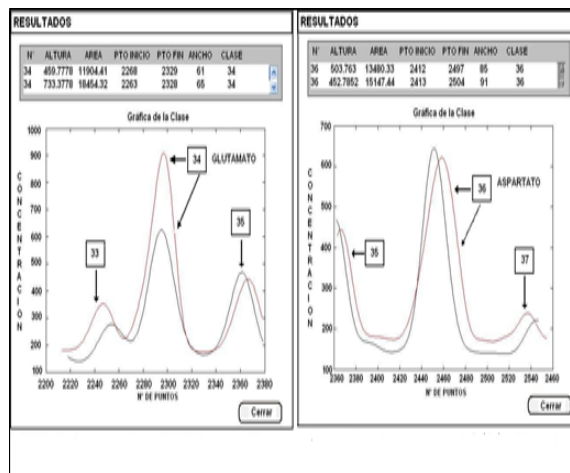 RESULTADOS
N° ALTURA AREA PTO INICIO PTO FIN ANCHO CLASE
34 459.7778 11904.41 2268 2329 61 34
34 733.3778 18454.32 2263 2328 65 34
Gráfica de la Clase
CONCENTRACION
1000
900
800
700
600
500
400
300
200
100
34 GLUTAMATO
33
35
2200 2220 2240 2260 2280 2300 2320 2340 2360 2380
N° DE PUNTOS
Cerrar
RESULTADOS
N° ALTURA AREA PTO INICIO PTO FIN ANCHO CLASE
36 503.763 13480.33 2412 2497 85 36
36 452.7852 15147.44 2413 2504 91 36
Gráfica de la Clase
CONCENTRACION
700
600
500
400
300
200
100
36 ASPARTATO
35
37
2360 2380 2400 2420 2440 2460 2480 2500 2520 2540 2460
N° DE PUNTOS
Cerrar